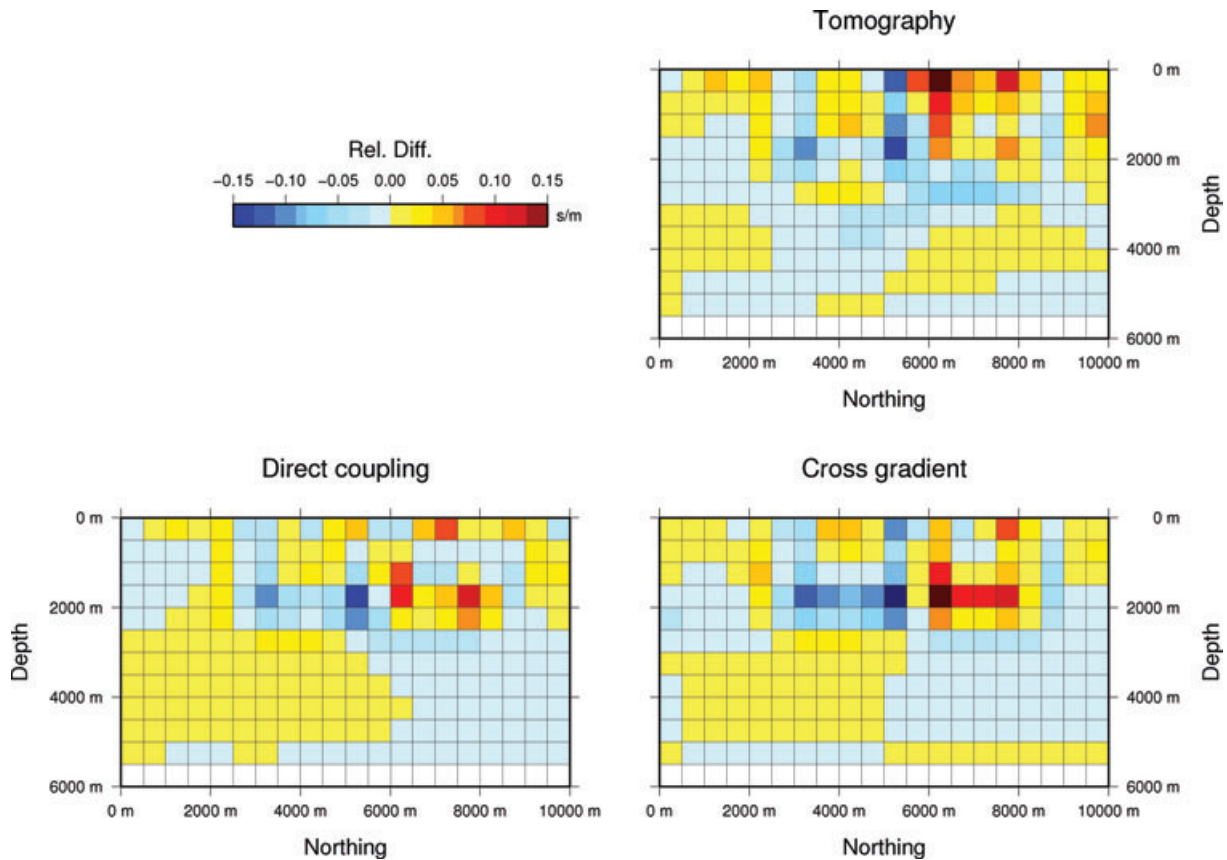 Tomography
Rel. Diff.
−0.15 −0.10 −0.05 0.00 0.05 0.10 0.15
s/m
0 m
2000 m
4000 m
6000 m
Depth
0 m 2000 m 4000 m 6000 m 8000 m 10000 m
Northing
Direct coupling
0 m
2000 m
4000 m
6000 m
Depth
0 m 2000 m 4000 m 6000 m 8000 m 10000 m
Northing
Cross gradient
0 m
2000 m
4000 m
6000 m
Depth
0 m 2000 m 4000 m 6000 m 8000 m 10000 m
Northing